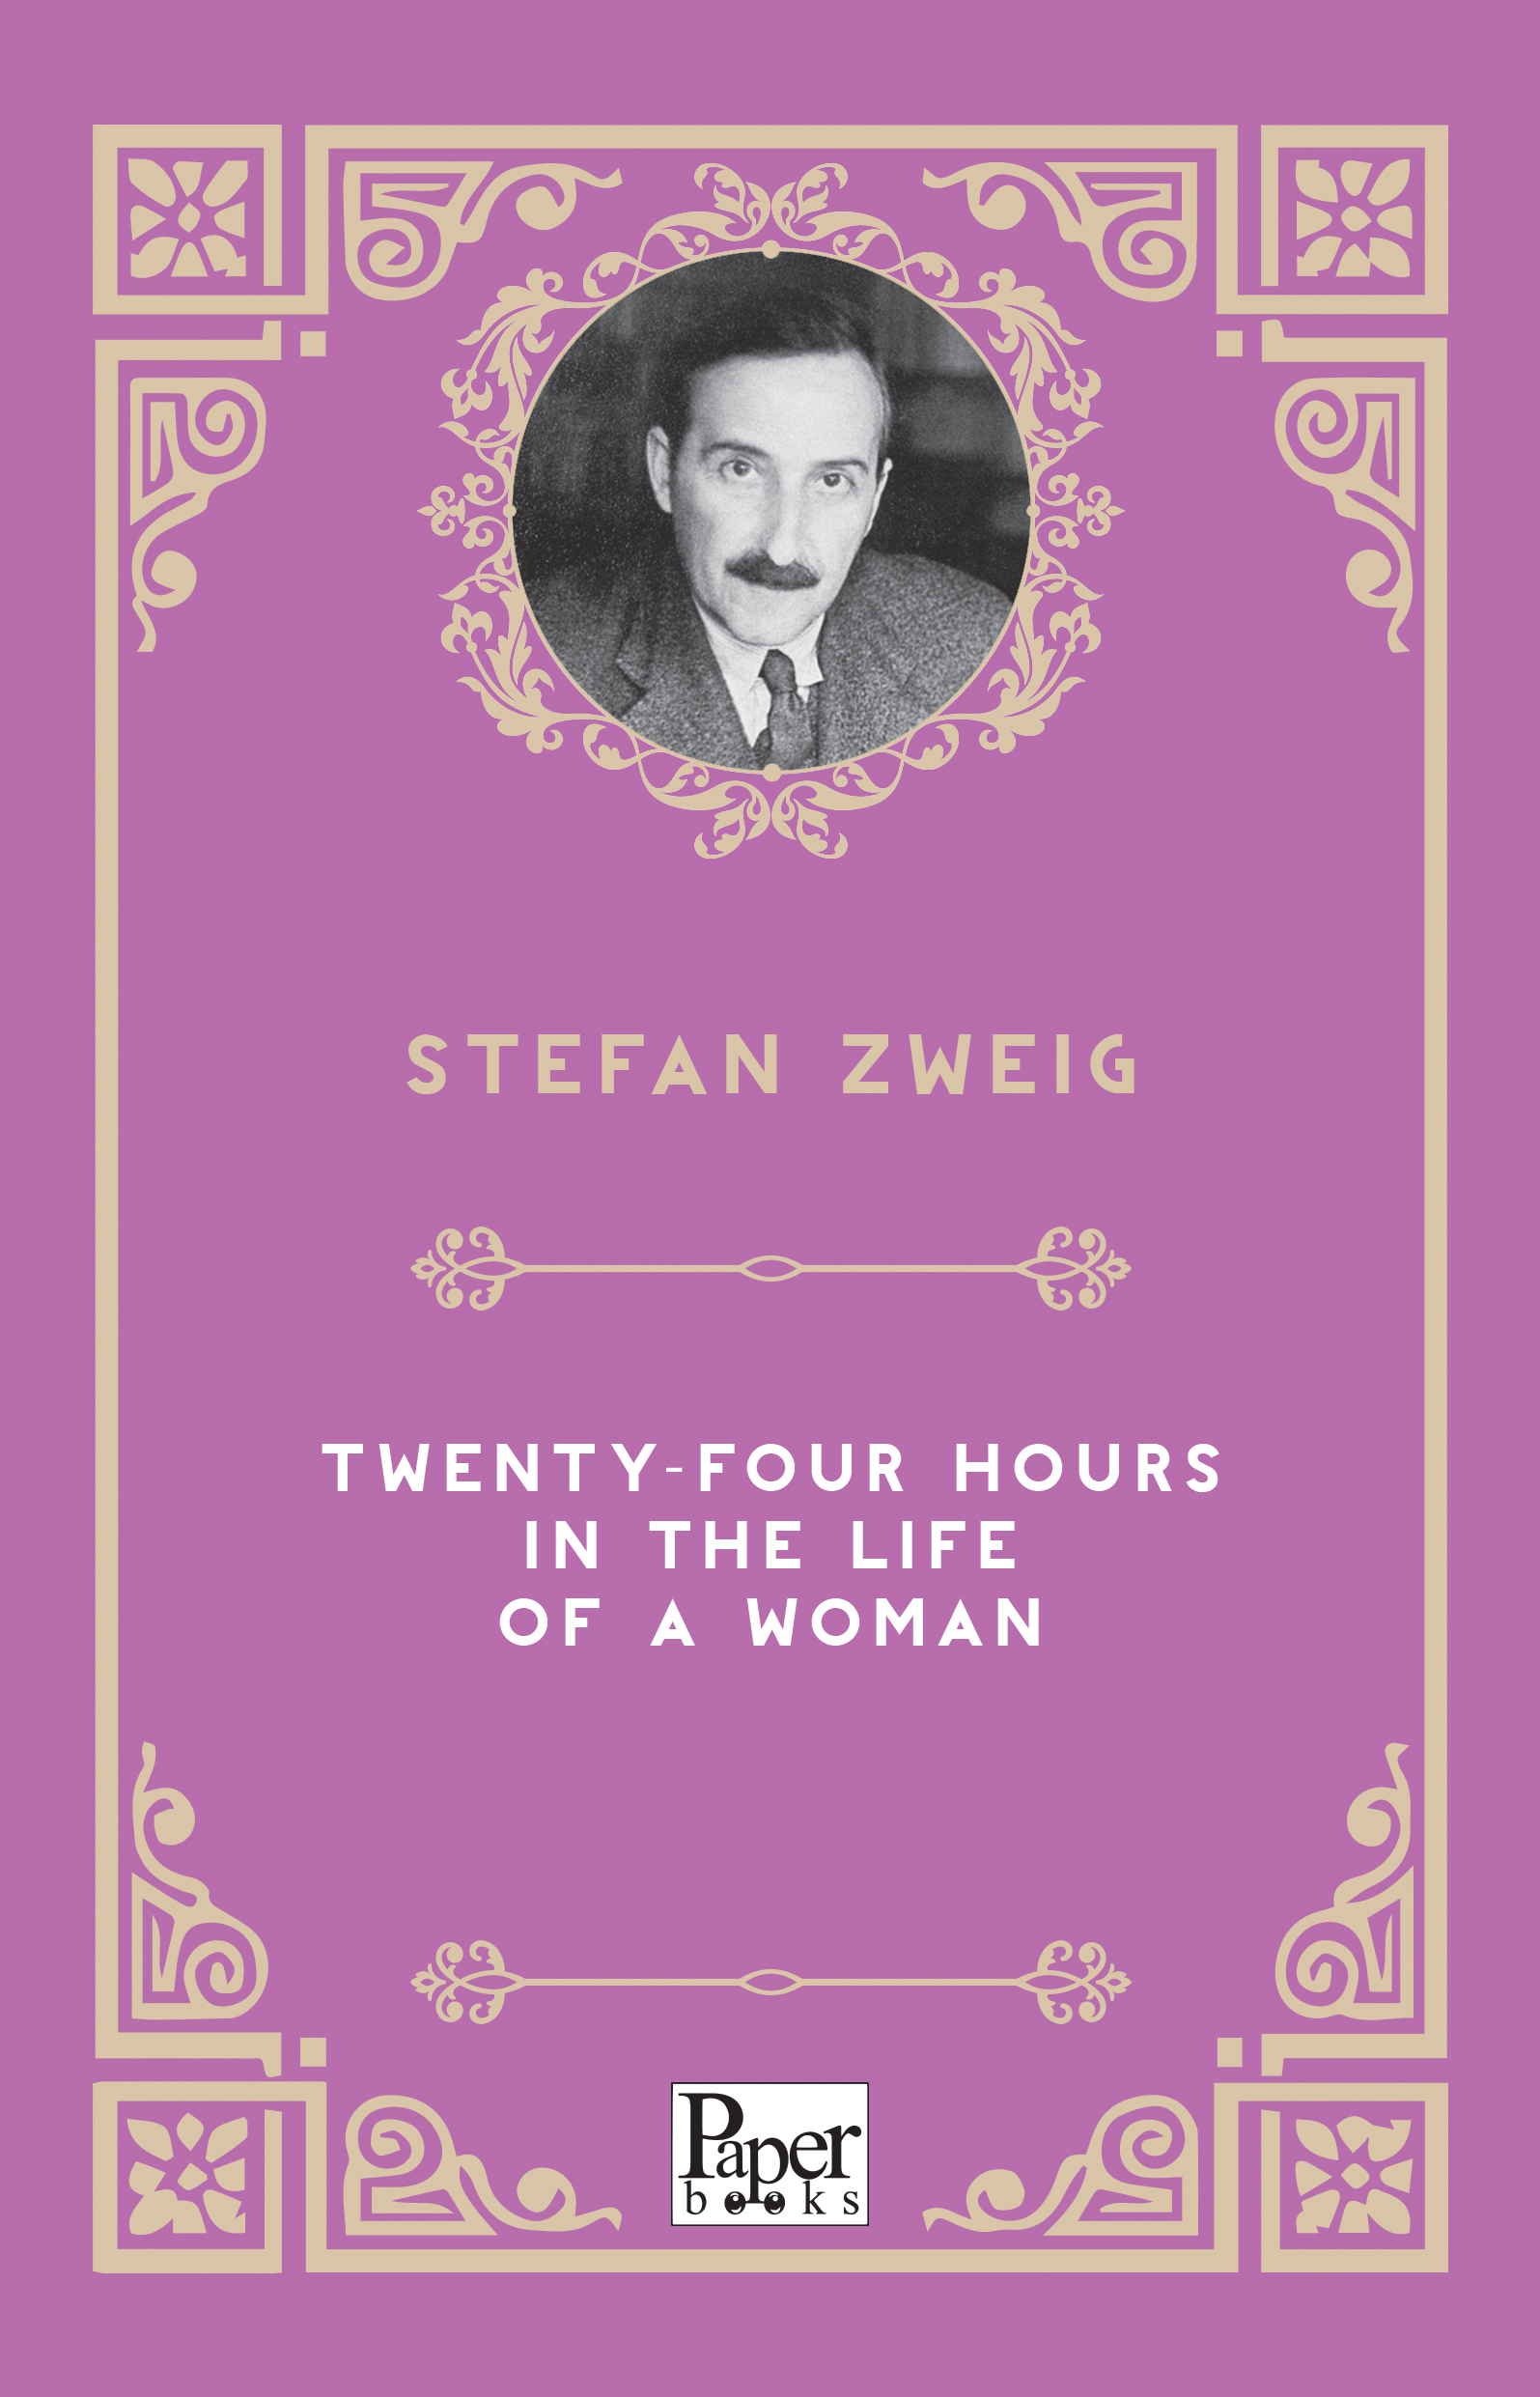 STEFAN ZWEIG
TWENTY-FOUR HOURS
IN THE LIFE
OF A WOMAN
Paper
books